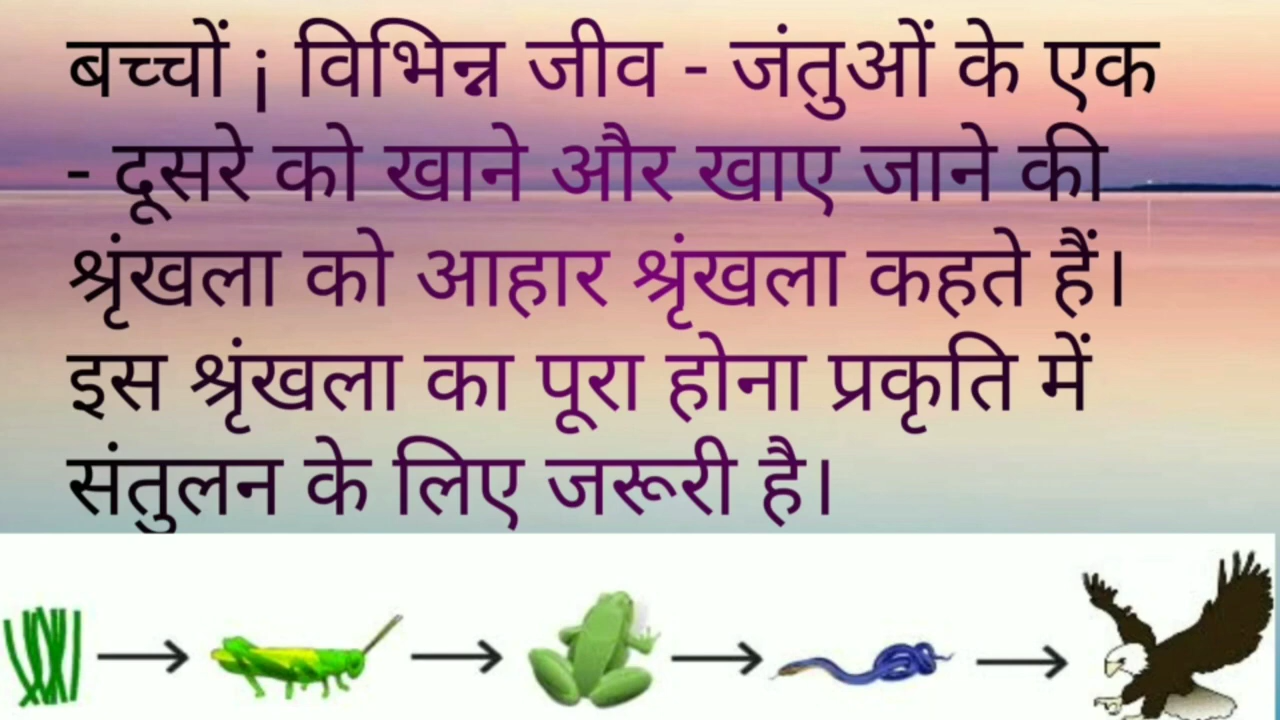 बच्चों ¡ विभिन्न जीव - जंतुओं के एक
- दूसरे को खाने और खाए जाने की
श्रृंखला को आहार श्रृंखला कहते हैं।
इस श्रृंखला का पूरा होना प्रकृति में
संतुलन के लिए जरूरी है।